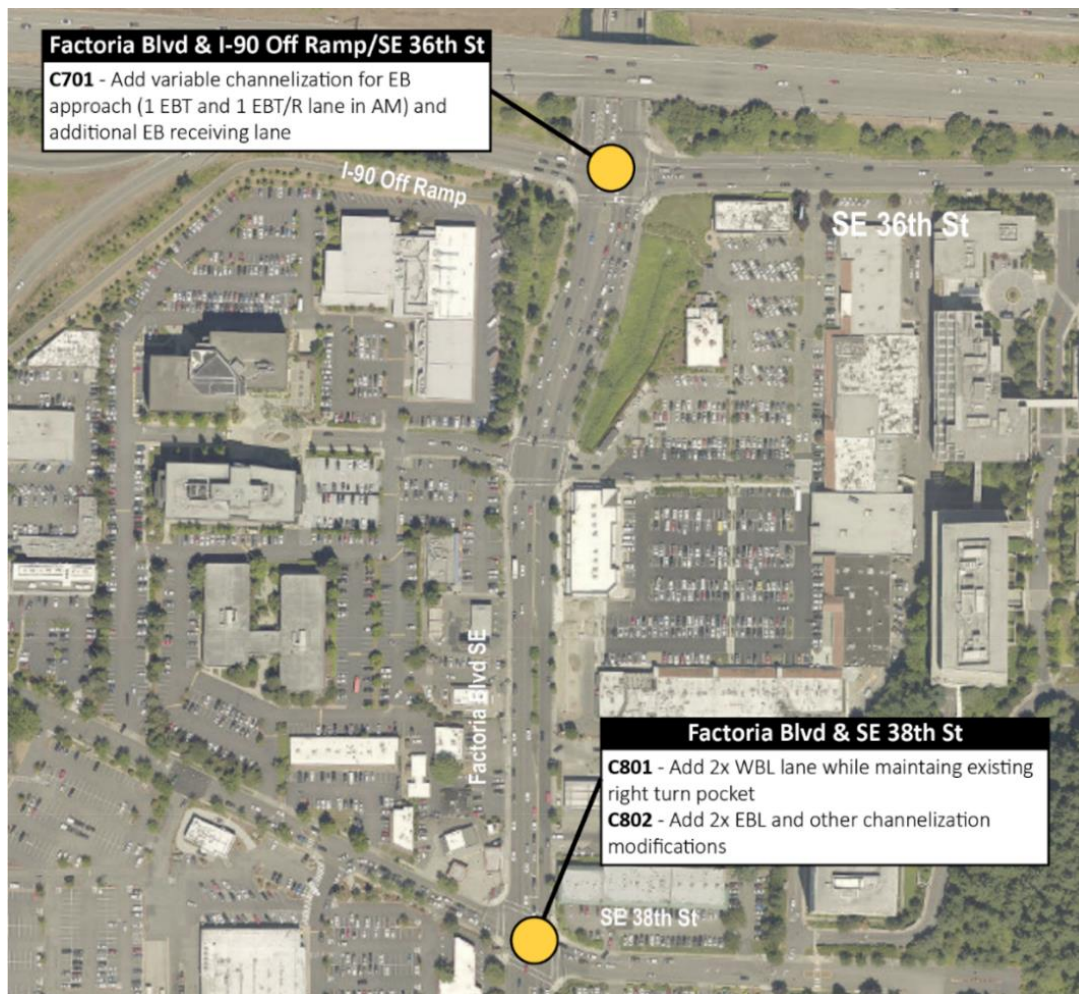 Factoria Blvd & I-90 Off Ramp/SE 36th St
C701 - Add variable channelization for EB
approach (1 EBT and 1 EBT/R lane in AM) and
additional EB receiving lane
I-90 Off Ramp
SE 36th St
Factoria Blvd SE
Factoria Blvd & SE 38th St
C801 - Add 2x WBL lane while maintaing existing
right turn pocket
C802 - Add 2x EBL and other channelization
modifications
SE 38th St